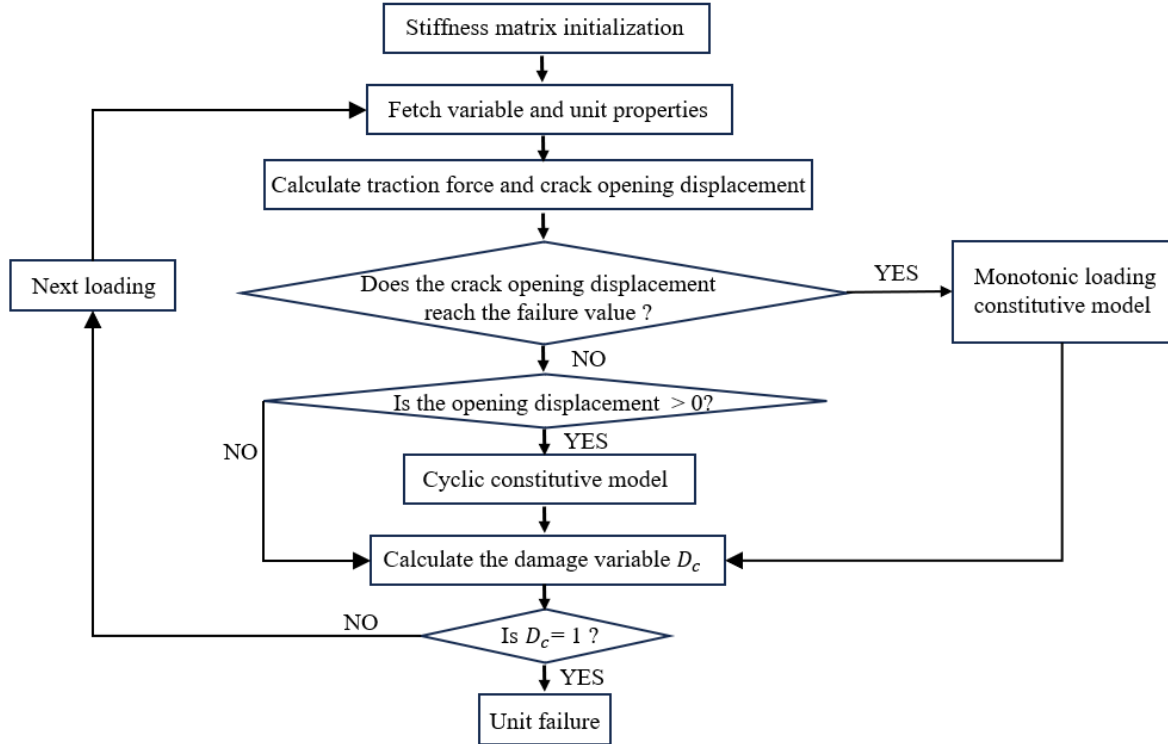 Stiffness matrix initialization
Fetch variable and unit properties
Calculate traction force and crack opening displacement
Does the crack opening displacement
reach the failure value ?
YES
Monotonic loading
constitutive model
Next loading
NO
Is the opening displacement > 0?
NO
YES
Cyclic constitutive model
Calculate the damage variable D_c
NO
Is D_c= 1 ?
YES
Unit failure